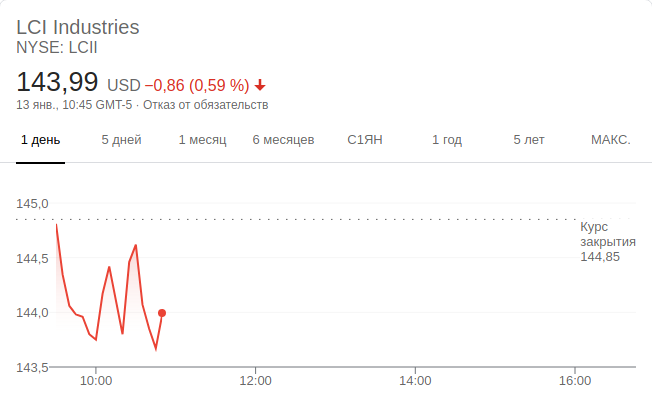 LCI Industries
NYSE: LCII
143,99 USD −0,86 (0,59 %)
13 янв., 10:45 GMT-5 · Отказ от обязательств
1 день 5 дней 1 месяц 6 месяцев С1ЯН 1 год 5 лет МАКС.
145,0
Курс
закрытия
144,85
144,5
144,0
143,5
10:00 12:00 14:00 16:00